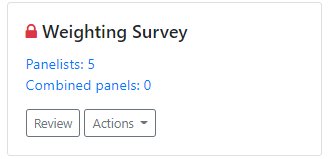 Weighting Survey
Panelists: 5
Combined panels: 0
Review Actions